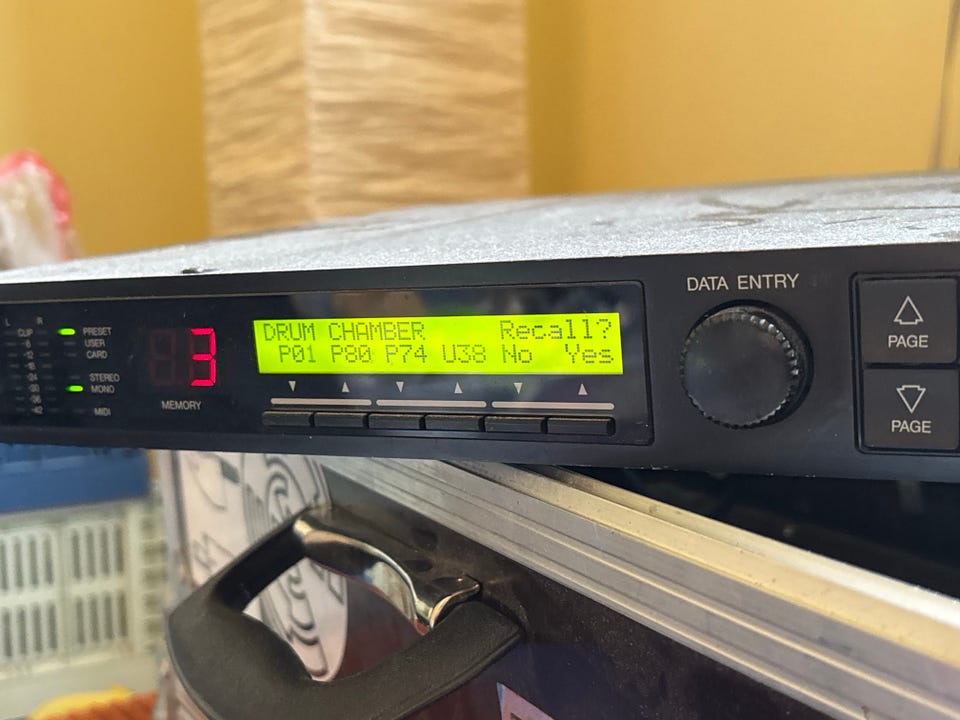 L R
CLIP
PRESET
USER
CARD
STEREO
MONO
MIDI
3
MEMORY
DRUM CHAMBER Recall?
P01 P80 P74 U38 No Yes
DATA ENTRY
PAGE
PAGE